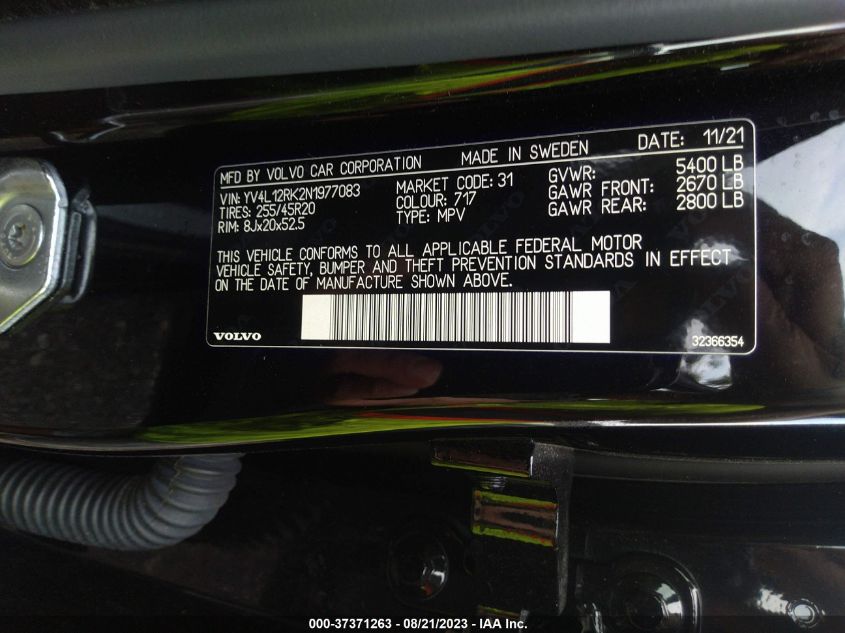 MFD BY VOLVO CAR CORPORATION MADE IN SWEDEN DATE: 11/21
VIN: YV4L12RK2N1977083 MARKET CODE: 31 GVWR: 5400 LB
TIRES: 255/45R20 COLOUR: 717 GAWR FRONT: 2670 LB
RIM: 8Jx20x52.5 TYPE: MPV GAWR REAR: 2800 LB
THIS VEHICLE CONFORMS TO ALL APPLICABLE FEDERAL MOTOR
VEHICLE SAFETY, BUMPER AND THEFT PREVENTION STANDARDS IN EFFECT
ON THE DATE OF MANUFACTURE SHOWN ABOVE.
VOLVO 32366354
000-37371263 - 08/21/2023 - IAA Inc.